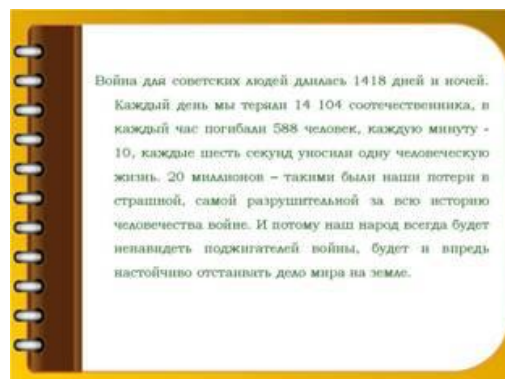 Война для советских людей длилась 1418 дней и ночей.
Каждый день мы теряли 14 104 соотечественника, в
каждый час погибали 588 человек, каждую минуту -
10, каждые шесть секунд уносили одну человеческую
жизнь. 20 миллионов – такими были наши потери в
страшной, самой разрушительной за всю историю
человечества войне. И потому наш народ всегда будет
ненавидеть поджигателей войны, будет и впредь
настойчиво отстаивать дело мира на земле.